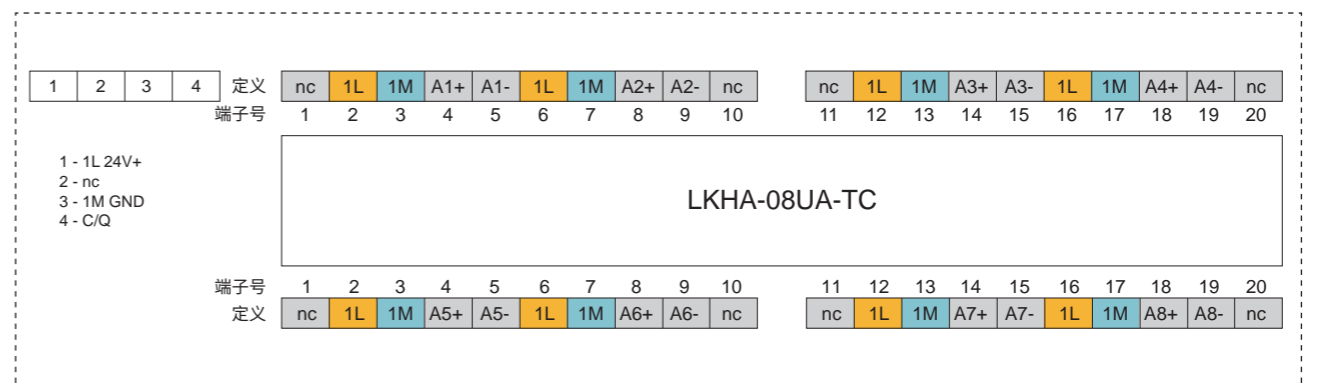 1 2 3 4 定义 nc 1L 1M A1+ A1- 1L 1M A2+ A2- nc nc 1L 1M A3+ A3- 1L 1M A4+ A4- nc
端子号 1 2 3 4 5 6 7 8 9 10 11 12 13 14 15 16 17 18 19 20
1 - 1L 24V+
2 - nc
3 - 1M GND
4 - C/Q
LKHA-08UA-TC
端子号 1 2 3 4 5 6 7 8 9 10 11 12 13 14 15 16 17 18 19 20
定义 nc 1L 1M A5+ A5- 1L 1M A6+ A6- nc nc 1L 1M A7+ A7- 1L 1M A8+ A8- nc